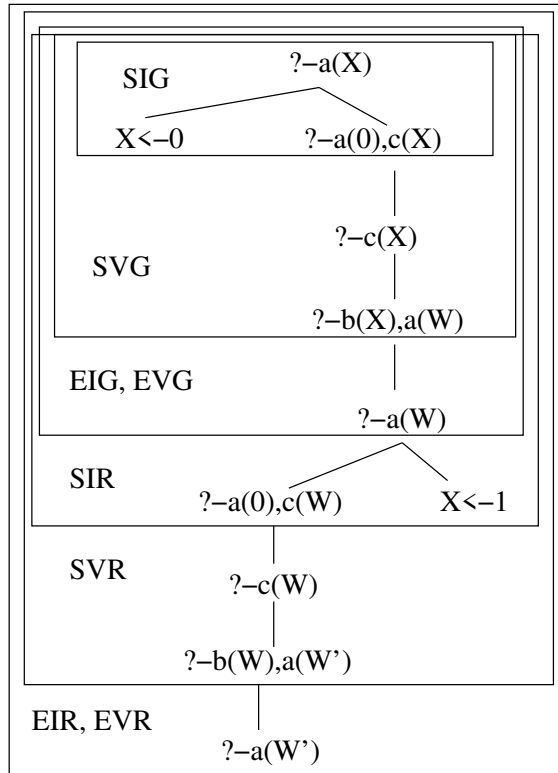 ?–a(X)
SIG
X<–0 ?–a(0),c(X)
?–c(X)
SVG
?–b(X),a(W)
EIG, EVG
?–a(W)
SIR
?–a(0),c(W) X<–1
SVR
?–c(W)
?–b(W),a(W')
EIR, EVR
?–a(W')